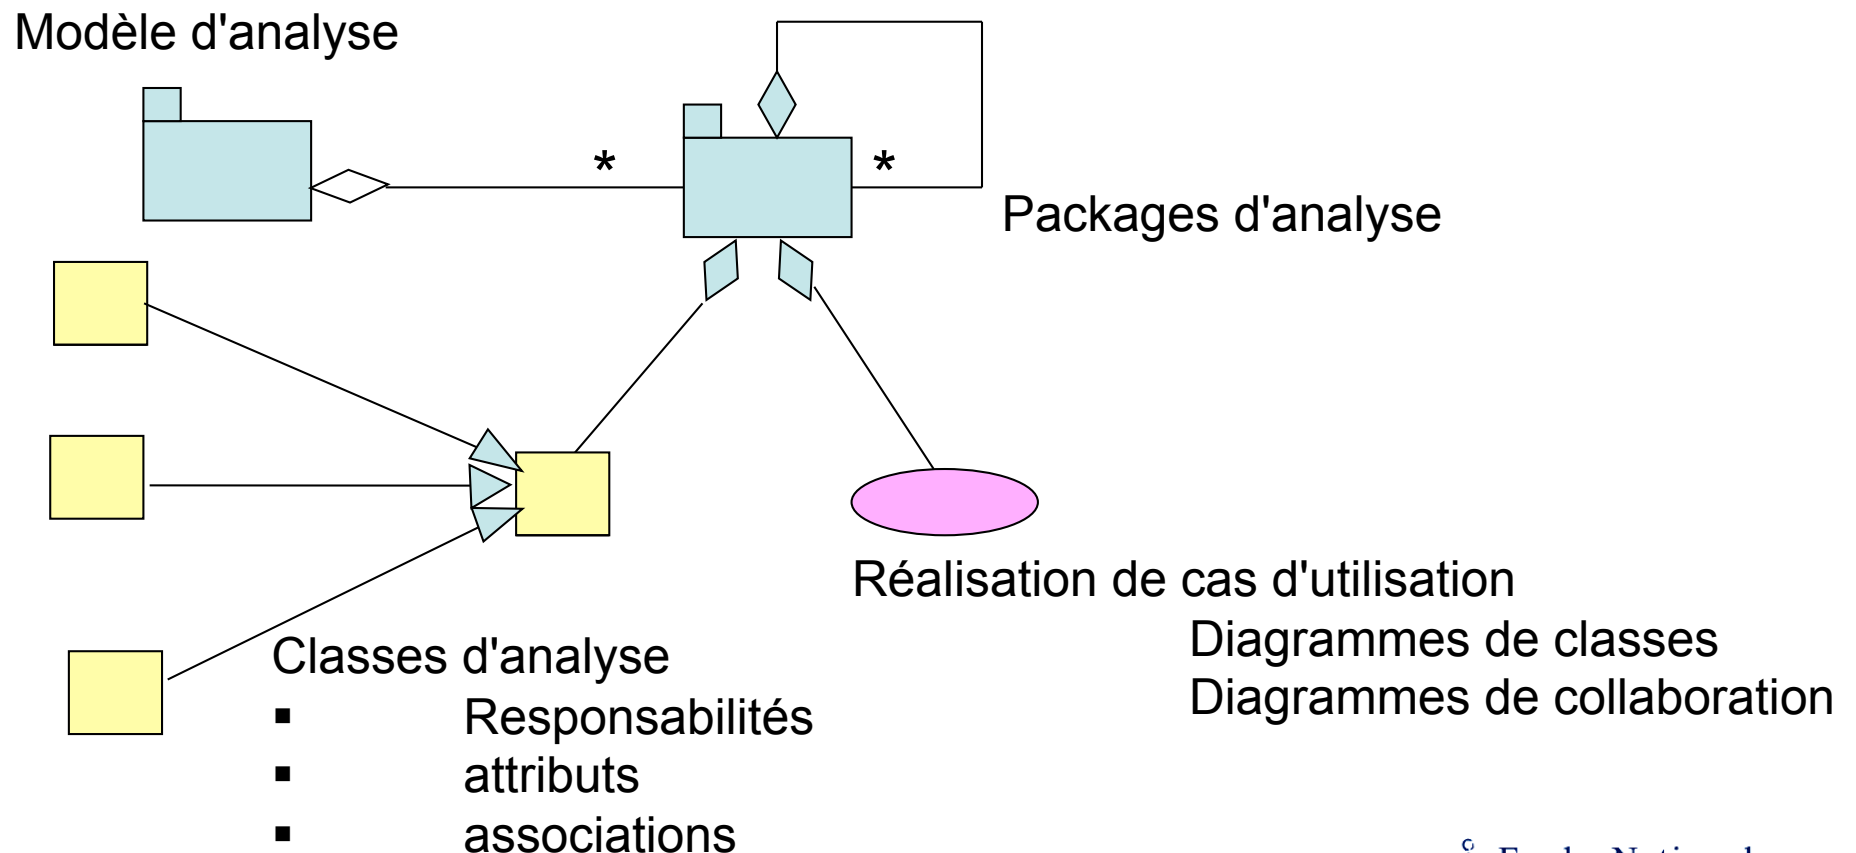 Modèle d'analyse
*
*
Packages d'analyse
Réalisation de cas d'utilisation
Diagrammes de classes
Diagrammes de collaboration
Classes d'analyse
▪ Responsabilités
▪ attributs
▪ associations